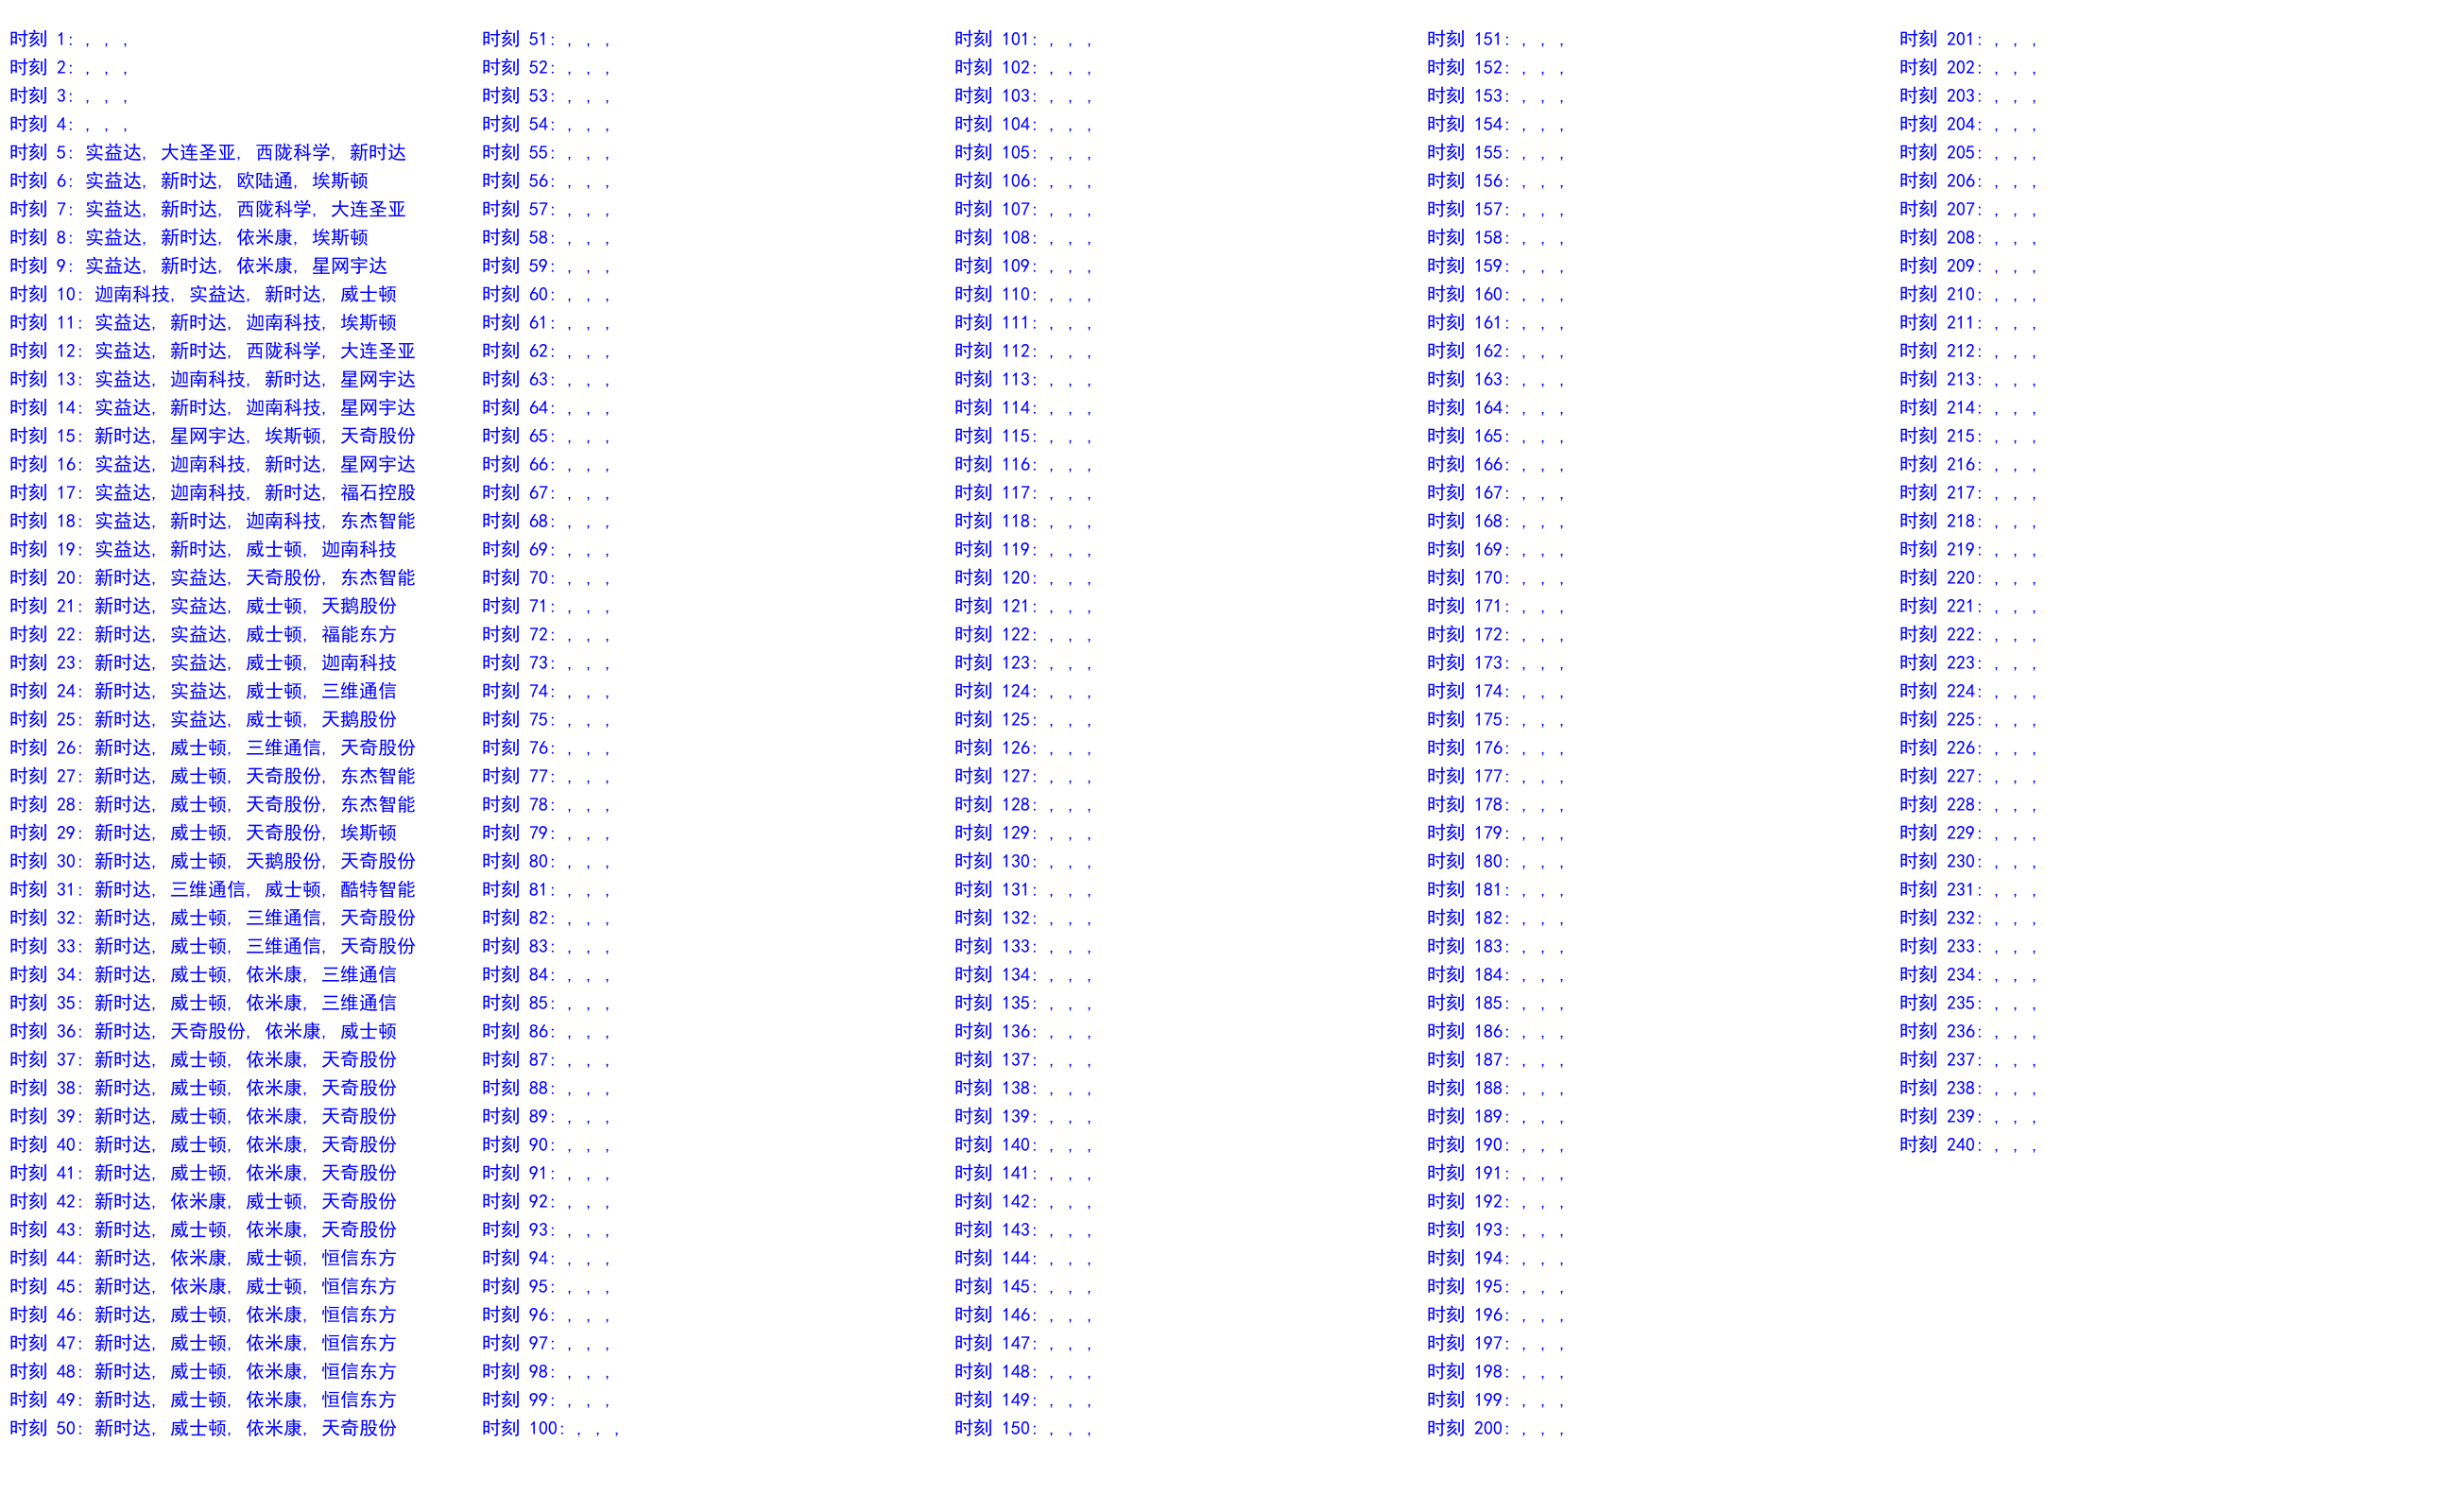 时刻 1: , , ,
时刻 2: , , ,
时刻 3: , , ,
时刻 4: , , ,
时刻 5: 实益达, 大连圣亚, 西陇科学, 新时达
时刻 6: 实益达, 新时达, 欧陆通, 埃斯顿
时刻 7: 实益达, 新时达, 西陇科学, 大连圣亚
时刻 8: 实益达, 新时达, 依米康, 埃斯顿
时刻 9: 实益达, 新时达, 依米康, 星网宇达
时刻 10: 迦南科技, 实益达, 新时达, 威士顿
时刻 11: 实益达, 新时达, 迦南科技, 埃斯顿
时刻 12: 实益达, 新时达, 西陇科学, 大连圣亚
时刻 13: 实益达, 迦南科技, 新时达, 星网宇达
时刻 14: 实益达, 新时达, 迦南科技, 星网宇达
时刻 15: 新时达, 星网宇达, 埃斯顿, 天奇股份
时刻 16: 实益达, 迦南科技, 新时达, 星网宇达
时刻 17: 实益达, 迦南科技, 新时达, 福石控股
时刻 18: 实益达, 新时达, 迦南科技, 东杰智能
时刻 19: 实益达, 新时达, 威士顿, 迦南科技
时刻 20: 新时达, 实益达, 天奇股份, 东杰智能
时刻 21: 新时达, 实益达, 威士顿, 天鹅股份
时刻 22: 新时达, 实益达, 威士顿, 福能东方
时刻 23: 新时达, 实益达, 威士顿, 迦南科技
时刻 24: 新时达, 实益达, 威士顿, 三维通信
时刻 25: 新时达, 实益达, 威士顿, 天鹅股份
时刻 26: 新时达, 威士顿, 三维通信, 天奇股份
时刻 27: 新时达, 威士顿, 天奇股份, 东杰智能
时刻 28: 新时达, 威士顿, 天奇股份, 东杰智能
时刻 29: 新时达, 威士顿, 天奇股份, 埃斯顿
时刻 30: 新时达, 威士顿, 天鹅股份, 天奇股份
时刻 31: 新时达, 三维通信, 威士顿, 酷特智能
时刻 32: 新时达, 威士顿, 三维通信, 天奇股份
时刻 33: 新时达, 威士顿, 三维通信, 天奇股份
时刻 34: 新时达, 威士顿, 依米康, 三维通信
时刻 35: 新时达, 威士顿, 依米康, 三维通信
时刻 36: 新时达, 天奇股份, 依米康, 威士顿
时刻 37: 新时达, 威士顿, 依米康, 天奇股份
时刻 38: 新时达, 威士顿, 依米康, 天奇股份
时刻 39: 新时达, 威士顿, 依米康, 天奇股份
时刻 40: 新时达, 威士顿, 依米康, 天奇股份
时刻 41: 新时达, 威士顿, 依米康, 天奇股份
时刻 42: 新时达, 依米康, 威士顿, 天奇股份
时刻 43: 新时达, 威士顿, 依米康, 天奇股份
时刻 44: 新时达, 依米康, 威士顿, 恒信东方
时刻 45: 新时达, 依米康, 威士顿, 恒信东方
时刻 46: 新时达, 威士顿, 依米康, 恒信东方
时刻 47: 新时达, 威士顿, 依米康, 恒信东方
时刻 48: 新时达, 威士顿, 依米康, 恒信东方
时刻 49: 新时达, 威士顿, 依米康, 恒信东方
时刻 50: 新时达, 威士顿, 依米康, 天奇股份
时刻 51: , , ,
时刻 52: , , ,
时刻 53: , , ,
时刻 54: , , ,
时刻 55: , , ,
时刻 56: , , ,
时刻 57: , , ,
时刻 58: , , ,
时刻 59: , , ,
时刻 60: , , ,
时刻 61: , , ,
时刻 62: , , ,
时刻 63: , , ,
时刻 64: , , ,
时刻 65: , , ,
时刻 66: , , ,
时刻 67: , , ,
时刻 68: , , ,
时刻 69: , , ,
时刻 70: , , ,
时刻 71: , , ,
时刻 72: , , ,
时刻 73: , , ,
时刻 74: , , ,
时刻 75: , , ,
时刻 76: , , ,
时刻 77: , , ,
时刻 78: , , ,
时刻 79: , , ,
时刻 80: , , ,
时刻 81: , , ,
时刻 82: , , ,
时刻 83: , , ,
时刻 84: , , ,
时刻 85: , , ,
时刻 86: , , ,
时刻 87: , , ,
时刻 88: , , ,
时刻 89: , , ,
时刻 90: , , ,
时刻 91: , , ,
时刻 92: , , ,
时刻 93: , , ,
时刻 94: , , ,
时刻 95: , , ,
时刻 96: , , ,
时刻 97: , , ,
时刻 98: , , ,
时刻 99: , , ,
时刻 100: , , ,
时刻 101: , , ,
时刻 102: , , ,
时刻 103: , , ,
时刻 104: , , ,
时刻 105: , , ,
时刻 106: , , ,
时刻 107: , , ,
时刻 108: , , ,
时刻 109: , , ,
时刻 110: , , ,
时刻 111: , , ,
时刻 112: , , ,
时刻 113: , , ,
时刻 114: , , ,
时刻 115: , , ,
时刻 116: , , ,
时刻 117: , , ,
时刻 118: , , ,
时刻 119: , , ,
时刻 120: , , ,
时刻 121: , , ,
时刻 122: , , ,
时刻 123: , , ,
时刻 124: , , ,
时刻 125: , , ,
时刻 126: , , ,
时刻 127: , , ,
时刻 128: , , ,
时刻 129: , , ,
时刻 130: , , ,
时刻 131: , , ,
时刻 132: , , ,
时刻 133: , , ,
时刻 134: , , ,
时刻 135: , , ,
时刻 136: , , ,
时刻 137: , , ,
时刻 138: , , ,
时刻 139: , , ,
时刻 140: , , ,
时刻 141: , , ,
时刻 142: , , ,
时刻 143: , , ,
时刻 144: , , ,
时刻 145: , , ,
时刻 146: , , ,
时刻 147: , , ,
时刻 148: , , ,
时刻 149: , , ,
时刻 150: , , ,
时刻 151: , , ,
时刻 152: , , ,
时刻 153: , , ,
时刻 154: , , ,
时刻 155: , , ,
时刻 156: , , ,
时刻 157: , , ,
时刻 158: , , ,
时刻 159: , , ,
时刻 160: , , ,
时刻 161: , , ,
时刻 162: , , ,
时刻 163: , , ,
时刻 164: , , ,
时刻 165: , , ,
时刻 166: , , ,
时刻 167: , , ,
时刻 168: , , ,
时刻 169: , , ,
时刻 170: , , ,
时刻 171: , , ,
时刻 172: , , ,
时刻 173: , , ,
时刻 174: , , ,
时刻 175: , , ,
时刻 176: , , ,
时刻 177: , , ,
时刻 178: , , ,
时刻 179: , , ,
时刻 180: , , ,
时刻 181: , , ,
时刻 182: , , ,
时刻 183: , , ,
时刻 184: , , ,
时刻 185: , , ,
时刻 186: , , ,
时刻 187: , , ,
时刻 188: , , ,
时刻 189: , , ,
时刻 190: , , ,
时刻 191: , , ,
时刻 192: , , ,
时刻 193: , , ,
时刻 194: , , ,
时刻 195: , , ,
时刻 196: , , ,
时刻 197: , , ,
时刻 198: , , ,
时刻 199: , , ,
时刻 200: , , ,
时刻 201: , , ,
时刻 202: , , ,
时刻 203: , , ,
时刻 204: , , ,
时刻 205: , , ,
时刻 206: , , ,
时刻 207: , , ,
时刻 208: , , ,
时刻 209: , , ,
时刻 210: , , ,
时刻 211: , , ,
时刻 212: , , ,
时刻 213: , , ,
时刻 214: , , ,
时刻 215: , , ,
时刻 216: , , ,
时刻 217: , , ,
时刻 218: , , ,
时刻 219: , , ,
时刻 220: , , ,
时刻 221: , , ,
时刻 222: , , ,
时刻 223: , , ,
时刻 224: , , ,
时刻 225: , , ,
时刻 226: , , ,
时刻 227: , , ,
时刻 228: , , ,
时刻 229: , , ,
时刻 230: , , ,
时刻 231: , , ,
时刻 232: , , ,
时刻 233: , , ,
时刻 234: , , ,
时刻 235: , , ,
时刻 236: , , ,
时刻 237: , , ,
时刻 238: , , ,
时刻 239: , , ,
时刻 240: , , ,